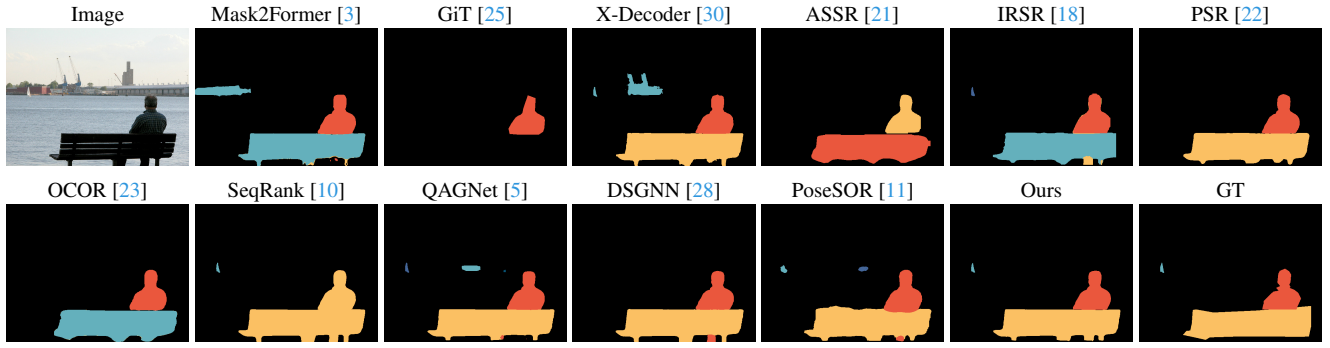 Image Mask2Former [3] GiT [25] X-Decoder [30] ASSR [21] IRSR [18] PSR [22]
OCOR [23] SeqRank [10] QAGNet [5] DSGNN [28] PoseSOR [11] Ours GT